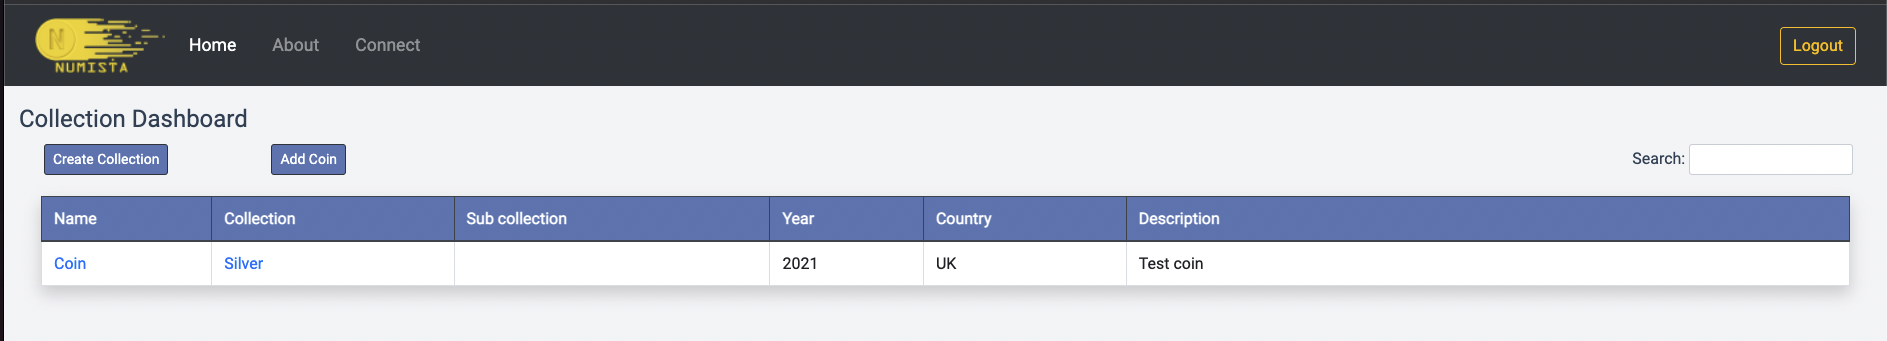 N
NUMISTA
Home About Connect Logout
Collection Dashboard
Create Collection Add Coin Search:
Name Collection Sub collection Year Country Description
Coin Silver 2021 UK Test coin